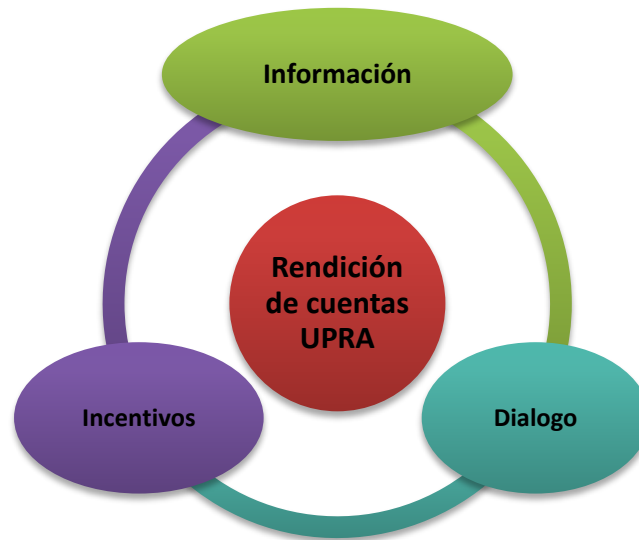 Información
Rendición
de cuentas
UPRA
Incentivos
Dialogo